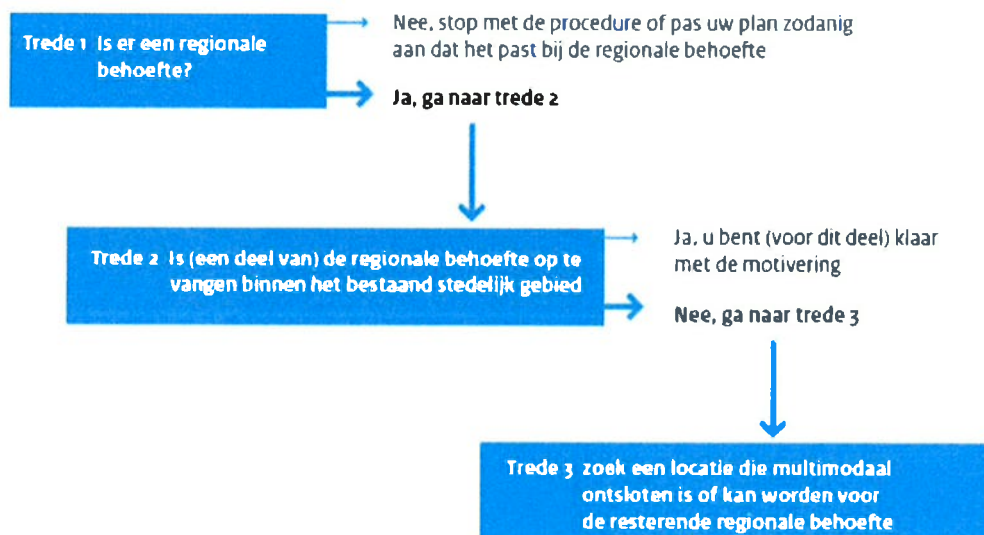 Trede 1 Is er een regionale
behoefte?
Nee, stop met de procedure of pas uw plan zodanig
aan dat het past bij de regionale behoefte
Ja, ga naar trede 2
Trede 2 Is (een deel van) de regionale behoefte op te
vangen binnen het bestaand stedelijk gebied
Ja, u bent (voor dit deel) klaar
met de motivering
Nee, ga naar trede 3
Trede 3 zoek een locatie die multimodaal
ontsloten is of kan worden voor
de resterende regionale behoefte